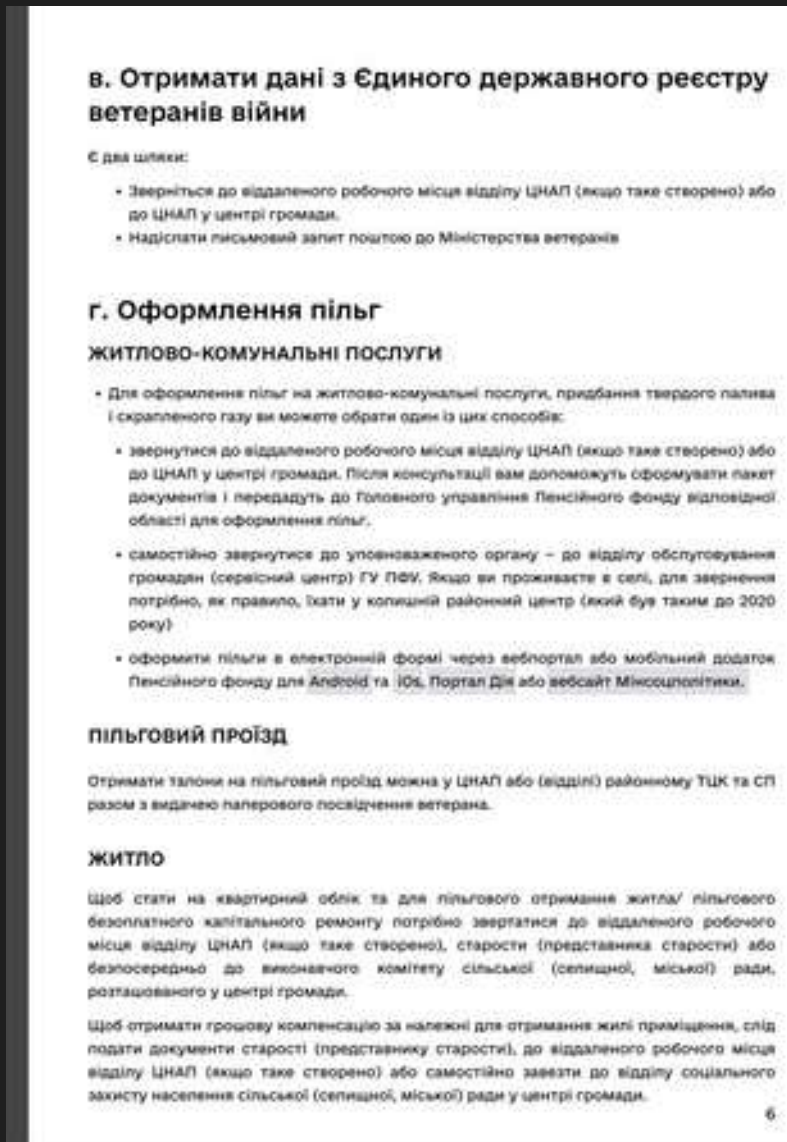 в. Отримати дані з Єдиного державного реєстру
ветеранів війни
Є два шляхи:
• Зверніться до віддаленого робочого місця відділу ЦНАП (якщо таке створено) або
до ЦНАП у центрі громади.
• Надіслати письмовий запит поштою до Міністерства ветеранів
г. Оформлення пільг
ЖИТЛОВО-КОМУНАЛЬНІ ПОСЛУГИ
• Для оформлення пільг на житлово-комунальні послуги, придбання твердого палива
і скрапленого газу ви можете обрати один із цих способів:
• звернутися до віддаленого робочого місця відділу ЦНАП (якщо таке створено) або
до ЦНАП у центрі громади. Після консультації вам допоможуть сформувати пакет
документів і передадуть до Головного управління Пенсійного фонду відповідної
області для оформлення пільг.
• самостійно звернутися до уповноваженого органу – до відділу обслуговування
громадян (сервісний центр) ГУ ПФУ. Якщо ви проживаєте в селі, для звернення
потрібно, як правило, їхати у колишній районний центр (який був таким до 2020
року)
• оформити пільги в електронній формі через вебпортал або мобільний додаток
Пенсійного фонду для Android та iOs, Портал Дія або вебсайт Мінсоцполітики.
ПІЛЬГОВИЙ ПРОЇЗД
Отримати талони на пільговий проїзд можна у ЦНАП або (відділі) районному ТЦК та СП
разом з видачею паперового посвідчення ветерана.
ЖИТЛО
Щоб стати на квартирний облік та для пільгового отримання житла/ пільгового
безоплатного капітального ремонту потрібно звертатися до віддаленого робочого
місця відділу ЦНАП (якщо таке створено), старости (представника старости) або
безпосередньо до виконавчого комітету сільської (селищної, міської) ради,
розташованого у центрі громади.
Щоб отримати грошову компенсацію за належні для отримання жилі приміщення, слід
подати документи старості (представнику старости), до віддаленого робочого місця
відділу ЦНАП (якщо таке створено) або самостійно завезти до відділу соціального
захисту населення сільської (селищної, міської) ради у центрі громади.
6